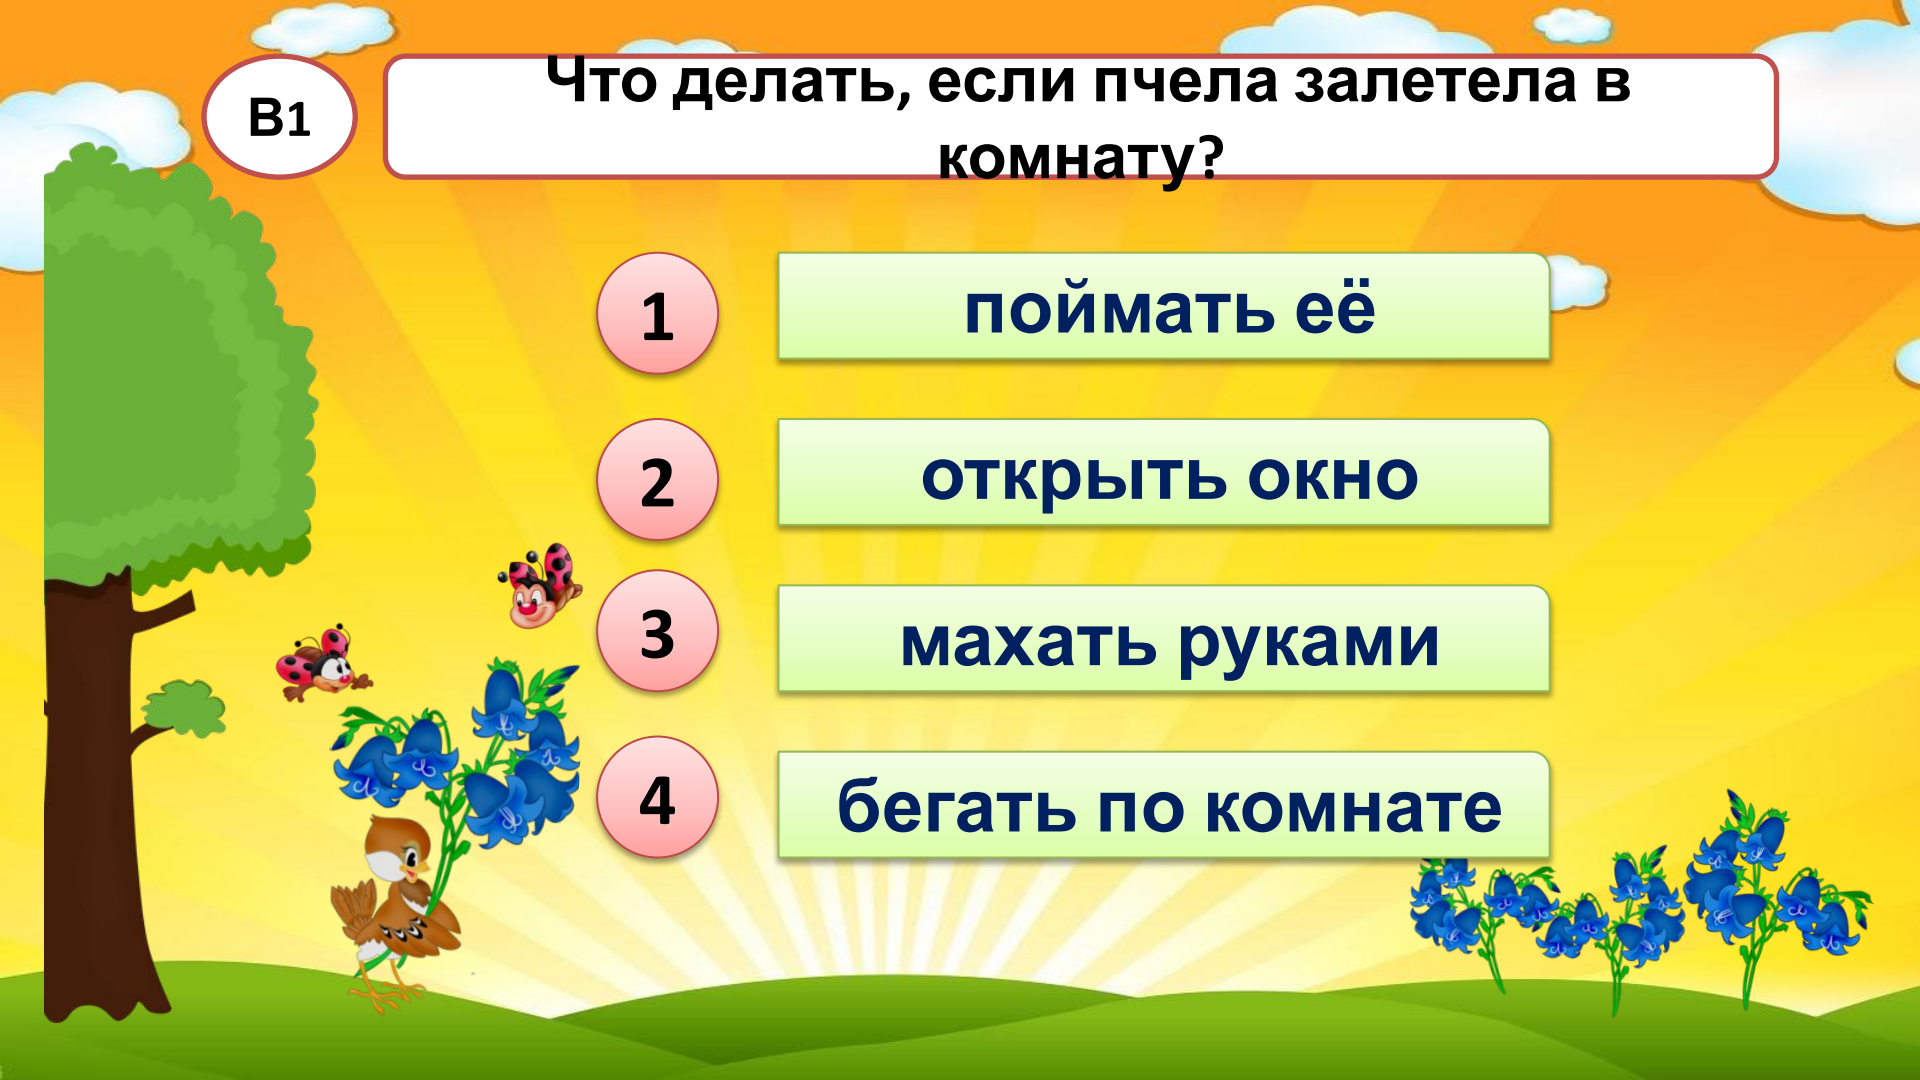 В1
Что делать, если пчела залетела в
комнату?
1
поймать её
2
открыть окно
3
махать руками
4
бегать по комнате